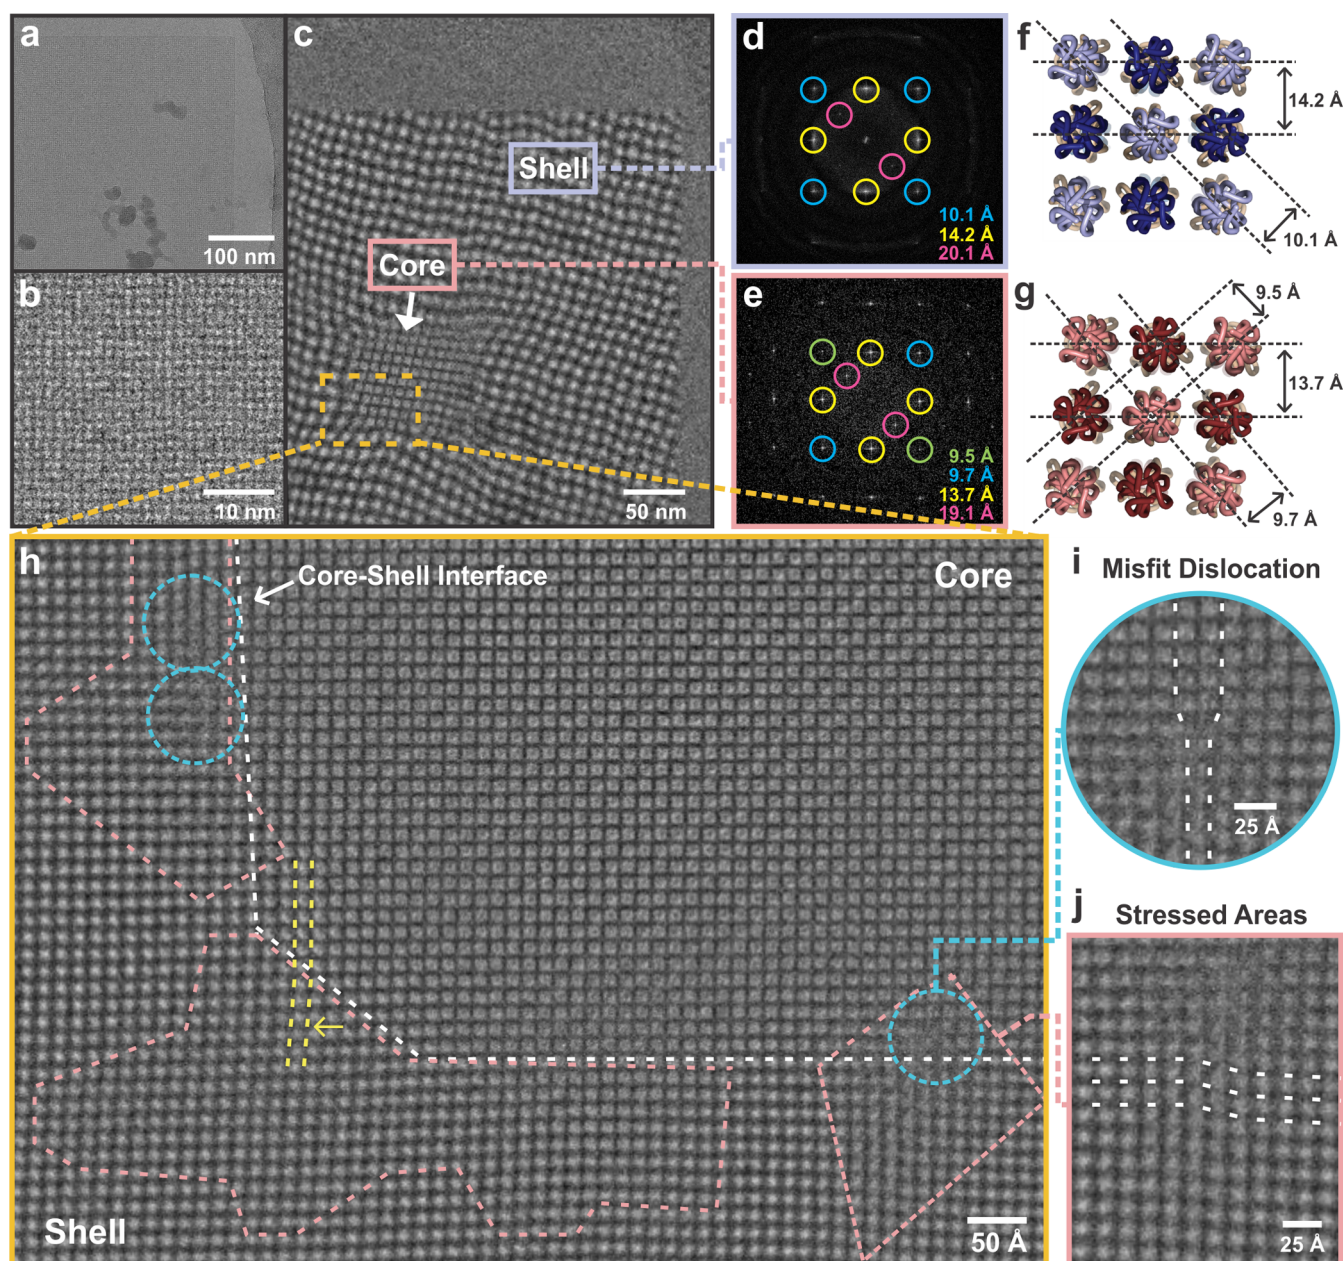 a
100 nm
b
10 nm
c
Shell
Core
50 nm
d
10.1 Å
14.2 Å
20.1 Å
e
9.5 Å
9.7 Å
13.7 Å
19.1 Å
f
14.2 Å
10.1 Å
g
9.5 Å
13.7 Å
9.7 Å
h
Core-Shell Interface
Core
Shell
50 Å
i
Misfit Dislocation
25 Å
j
Stressed Areas
25 Å